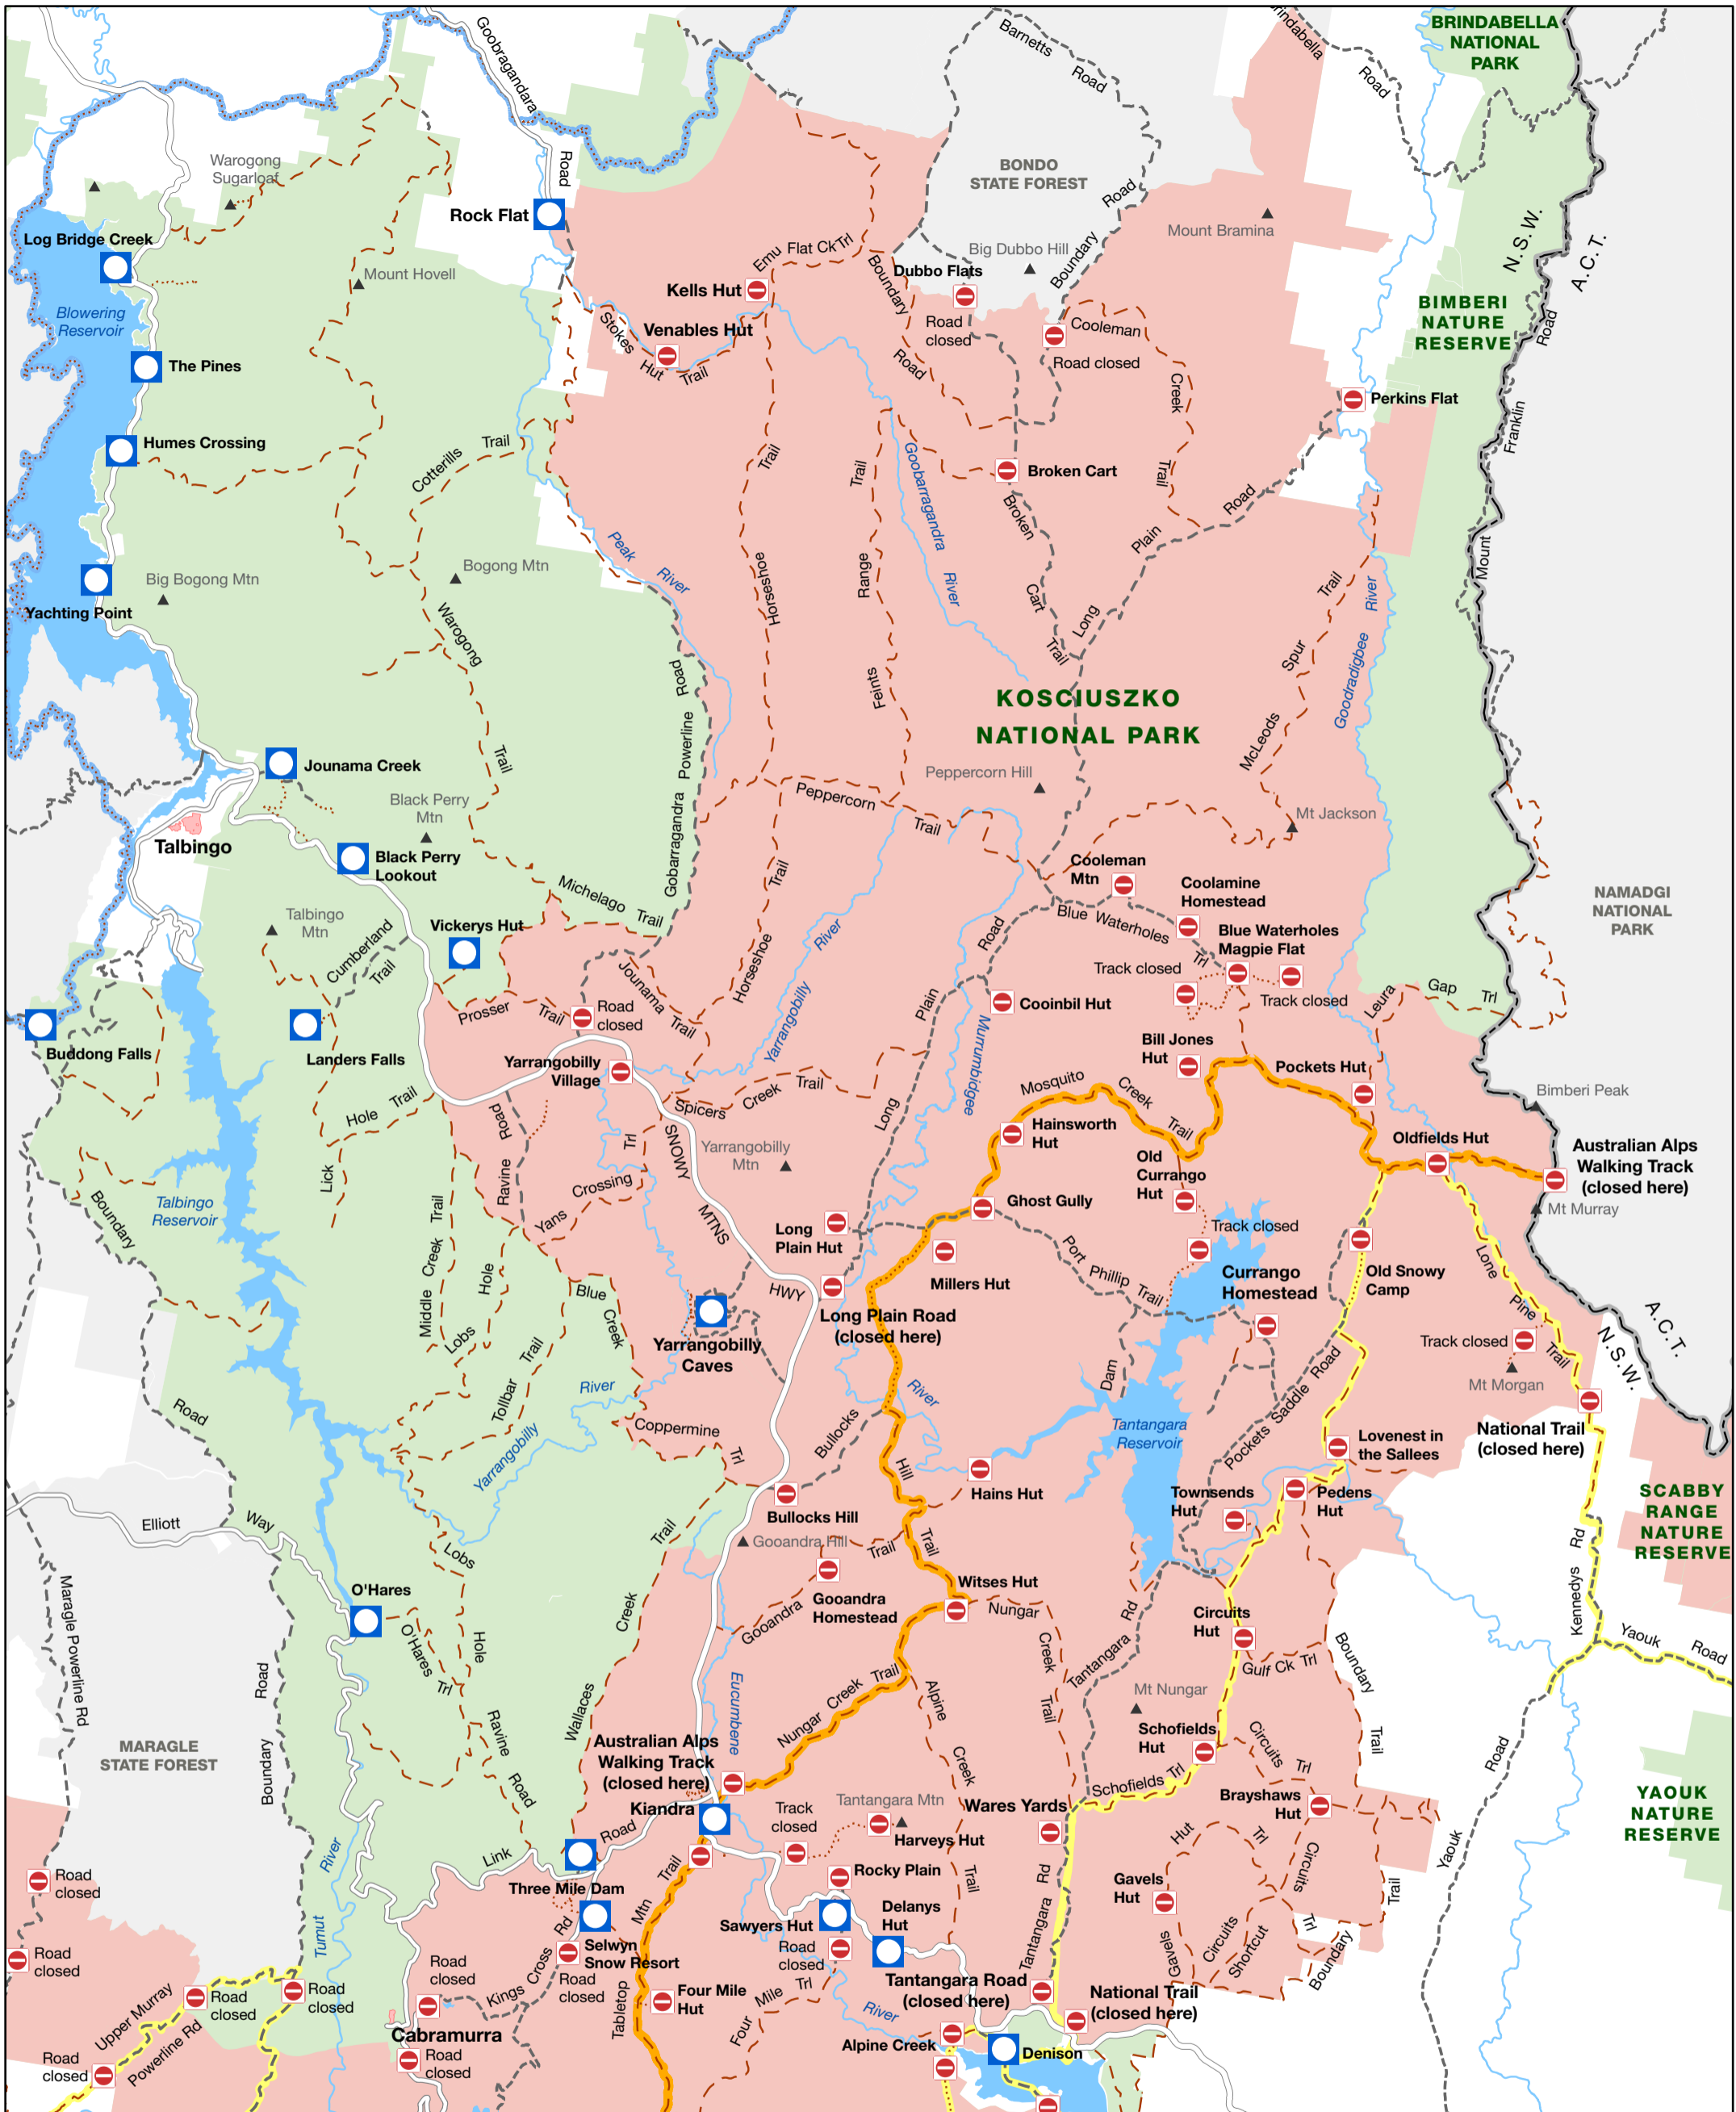 BRINDABELLA
NATIONAL
PARK
Goobragandara
Road
Barnetts
Road
Brindabella
Road
Warogong
Sugarloaf
BONDO
STATE FOREST
Road
Rock Flat
Mount Bramina
N.S.W.
A.C.T.
Log Bridge Creek
Emu Flat CkTrl
Big Dubbo Hill
Boundary
Mount Hovell
Boundary
Dubbo Flats
Kells Hut
Blowering
Reservoir
BIMBERI
NATURE
RESERVE
Road
Stokes
Hut
Trail
Venables Hut
Road
closed
Cooleman
Road closed
Creek
Trail
Road
The Pines
Perkins Flat
Franklin
Humes Crossing
Cotterills
Trail
Trail
Trail
Goobarragandra
River
Broken Cart
Broken
Cart
Trail
Road
Plain
Long
Mount
Peak
River
Big Bogong Mtn
Bogong Mtn
Yachting Point
Horseshoe
Range
Feints
Trail
Spur
McLeods
River
Goodradigbee
Warogong
Trail
Road
Powerline
Gobarragandra
KOSCIUSZKO
NATIONAL PARK
Jounama Creek
Peppercorn Hill
Peppercorn
Trail
Mt Jackson
Black Perry
Mtn
Talbingo
Black Perry
Lookout
Cooleman
Mtn
Coolamine
Homestead
NAMADGI
NATIONAL
PARK
Michelago Trail
Trail
Talbingo
Mtn
Cumberland
Trail
Vickerys Hut
Blue Waterholes
Trl
Blue Waterholes
Magpie Flat
River
Road
Track closed
Track closed
Jounama
Trail
Horseshoe
Yarrangobilly
Plain
Cooinbil Hut
Leura
Gap Trl
Prosser
Trail
Road
closed
Murrumbidgee
Buddong Falls
Landers Falls
Yarrangobilly
Village
Bill Jones
Hut
Pockets Hut
Mosquito
Creek
Trail
Bimberi Peak
Hole Trail
Lick
Spicers
Creek
Trail
Long
Hainsworth
Hut
Oldfields Hut
Australian Alps
Walking Track
(closed here)
Road
Ravine
Trl
SNOWY
MTNS
HWY
Yarrangobilly
Mtn
Old
Currango
Hut
Talbingo
Reservoir
Boundary
Crossing
Yans
Ghost Gully
Mt Murray
Long
Plain Hut
Track closed
Trail
Creek
Middle
Hole
Lobs
Millers Hut
Port
Phillip
Trail
Currango
Homestead
Old Snowy
Camp
Lone
Pine
Trail
Blue
Creek
Long Plain Road
(closed here)
Yarrangobilly
Caves
Track closed
Mt Morgan
A.C.T.
N.S.W.
Trail
Tollbar
River
Yarrangobilly
Road
River
Dam
Road
Saddle
Pockets
Coppermine
Trl
Bullocks
Hill
Trail
Tantangara
Reservoir
National Trail
(closed here)
Lovenest in
the Sallees
Hains Hut
Townsends
Hut
Pedens
Hut
SCABBY
RANGE
NATURE
RESERVE
Elliott
Way
Bullocks Hill
Gooandra Hill
Trail
Gooandra
Gooandra
Homestead
Witses Hut
Nungar
Creek
Trail
Rd
Kennedys
Maragle Powerline Rd
O'Hares
O'Hares
Trl
Lobs
Hole
Ravine
Road
Trail
Creek
Wallaces
Circuits
Hut
Gulf Ck Trl
Boundary
Trail
Yaouk
Road
Road
Boundary
Eucumbene
Nungar Creek Trail
Alpine
Creek
Trail
Rd
Tantangara
Mt Nungar
MARAGLE
STATE FOREST
Australian Alps
Walking Track
(closed here)
Schofields
Hut
Circuits
Trl
Schofields Trl
Brayshaws
Hut
YAOUK
NATURE
RESERVE
Road
Yaouk
Kiandra
Track
closed
Tantangara Mtn
Harveys Hut
Wares Yards
Link
Road
River
Tumut
Three Mile Dam
Trail
Mtn
Tabletop
Rocky Plain
Hut
Trl
Gavels
Hut
Gavels
Circuits
Trl
Trail
Road
closed
Road
closed
Sawyers Hut
Delanys
Hut
Road
closed
Rd
Tantangara
Circuits
Shortcut
Boundary
Rd
Cross
Kings
Selwyn
Snow Resort
Road
closed
Road
closed
Upper Murray
Road
closed
Road
closed
Powerline Rd
Road
closed
Four Mile
Hut
Four
Mile
Trl
River
Tantangara Road
(closed here)
National Trail
(closed here)
Cabramurra
Road
closed
Alpine Creek
Denison